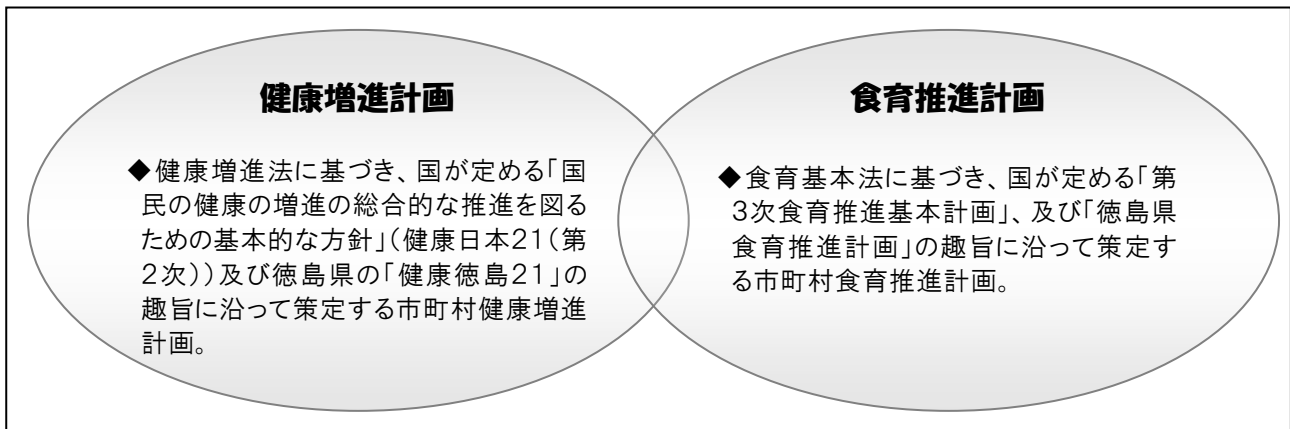 健康増進計画
◆健康増進法に基づき、国が定める「国
民の健康の増進の総合的な推進を図る
ための基本的な方針」(健康日本21(第
2次))及び徳島県の「健康徳島21」の
趣旨に沿って策定する市町村健康増進
計画。
食育推進計画
◆食育基本法に基づき、国が定める「第
3次食育推進基本計画」、及び「徳島県
食育推進計画」の趣旨に沿って策定す
る市町村食育推進計画。